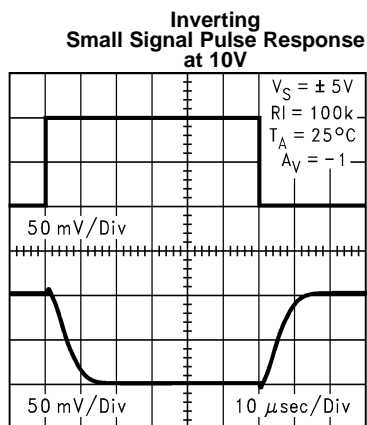 Inverting
Small Signal Pulse Response
at 10V
V_S = ± 5V
RI = 100k
T_A = 25°C
A_V = −1
50 mV/Div
50 mV/Div
10 μsec/Div